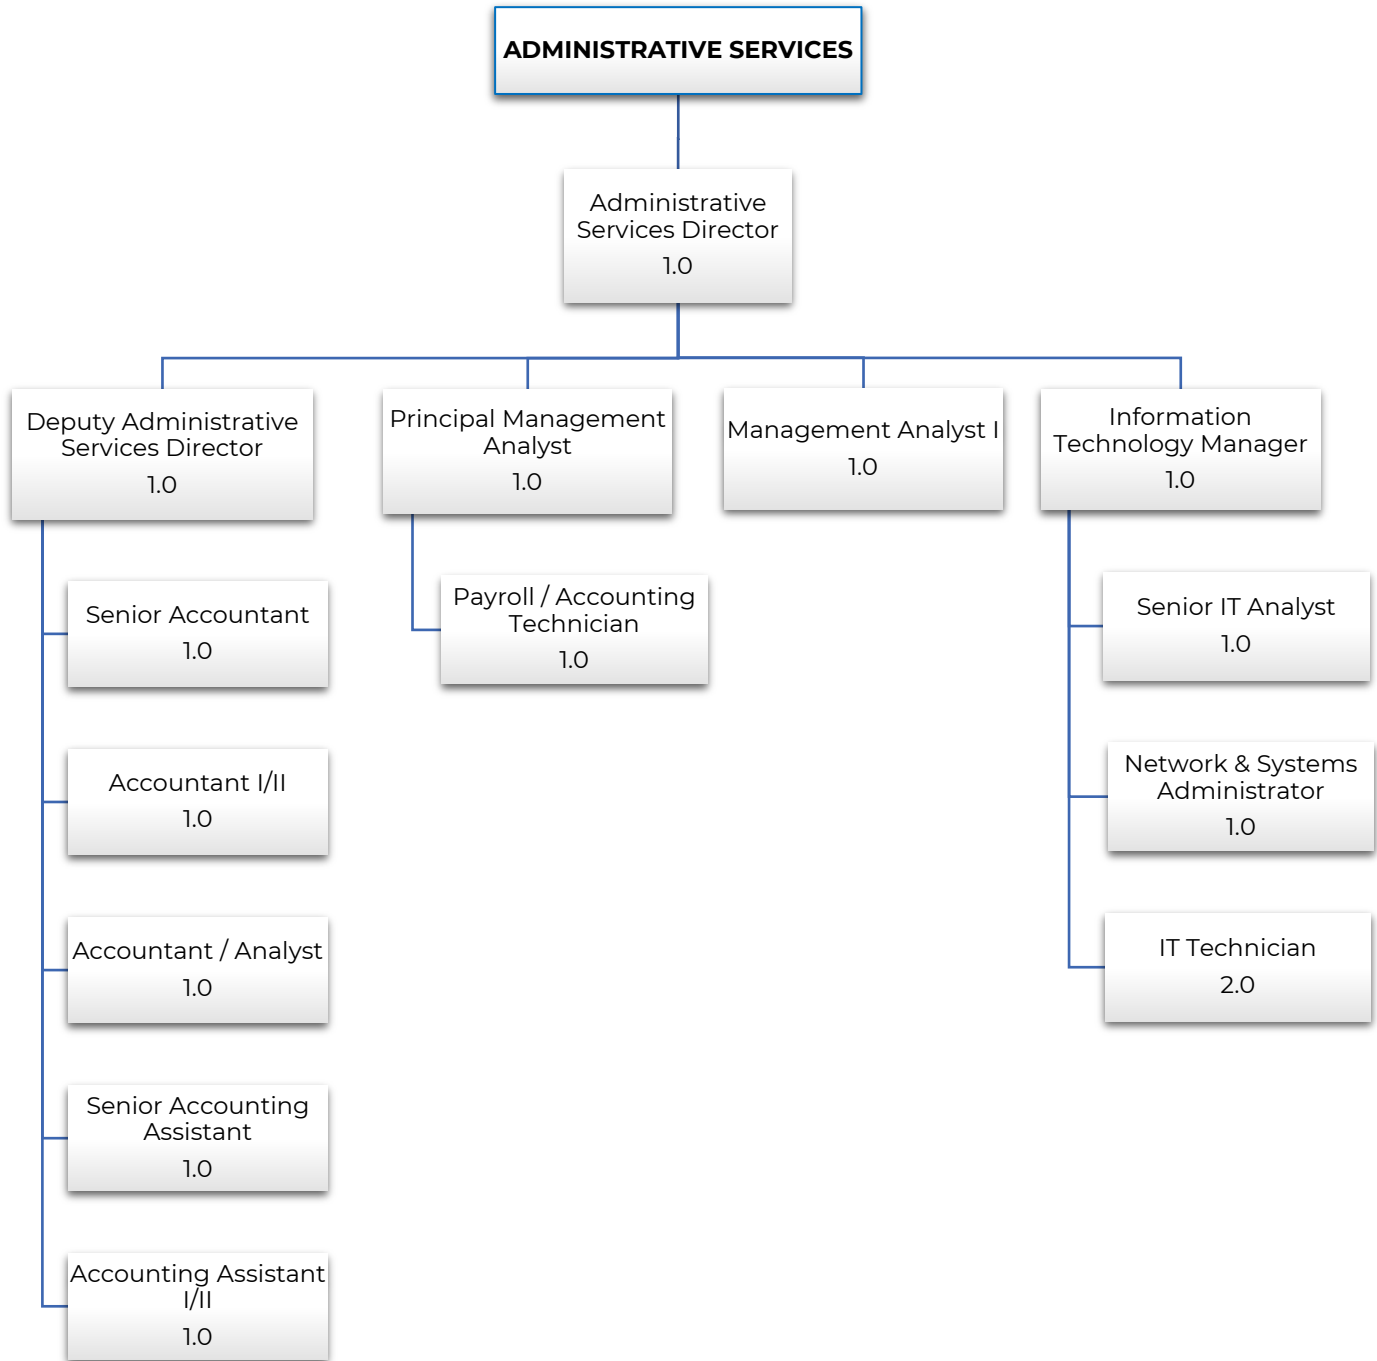 ADMINISTRATIVE SERVICES
Administrative
Services Director
1.0
Deputy Administrative
Services Director
1.0
Principal Management
Analyst
1.0
Management Analyst I
1.0
Information
Technology Manager
1.0
Senior Accountant
1.0
Accountant I/II
1.0
Accountant / Analyst
1.0
Senior Accounting
Assistant
1.0
Accounting Assistant
I/II
1.0
Payroll / Accounting
Technician
1.0
Senior IT Analyst
1.0
Network & Systems
Administrator
1.0
IT Technician
2.0